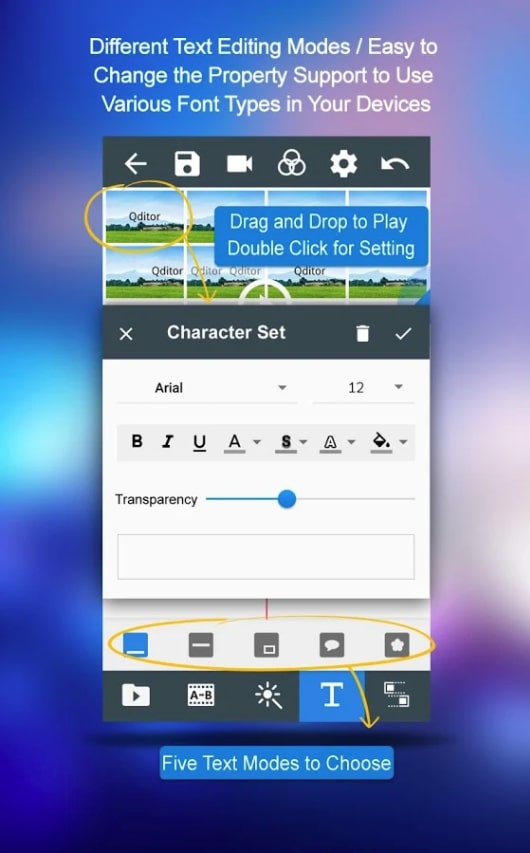 Different Text Editing Modes / Easy to
Change the Property Support to Use
Various Font Types in Your Devices
Qditor
Drag and Drop to Play
Double Click for Setting
Qditor
Qditor
Qditor
Qditor
Character Set
Arial
12
B I U A S A
Transparency
A-B
T
Five Text Modes to Choose